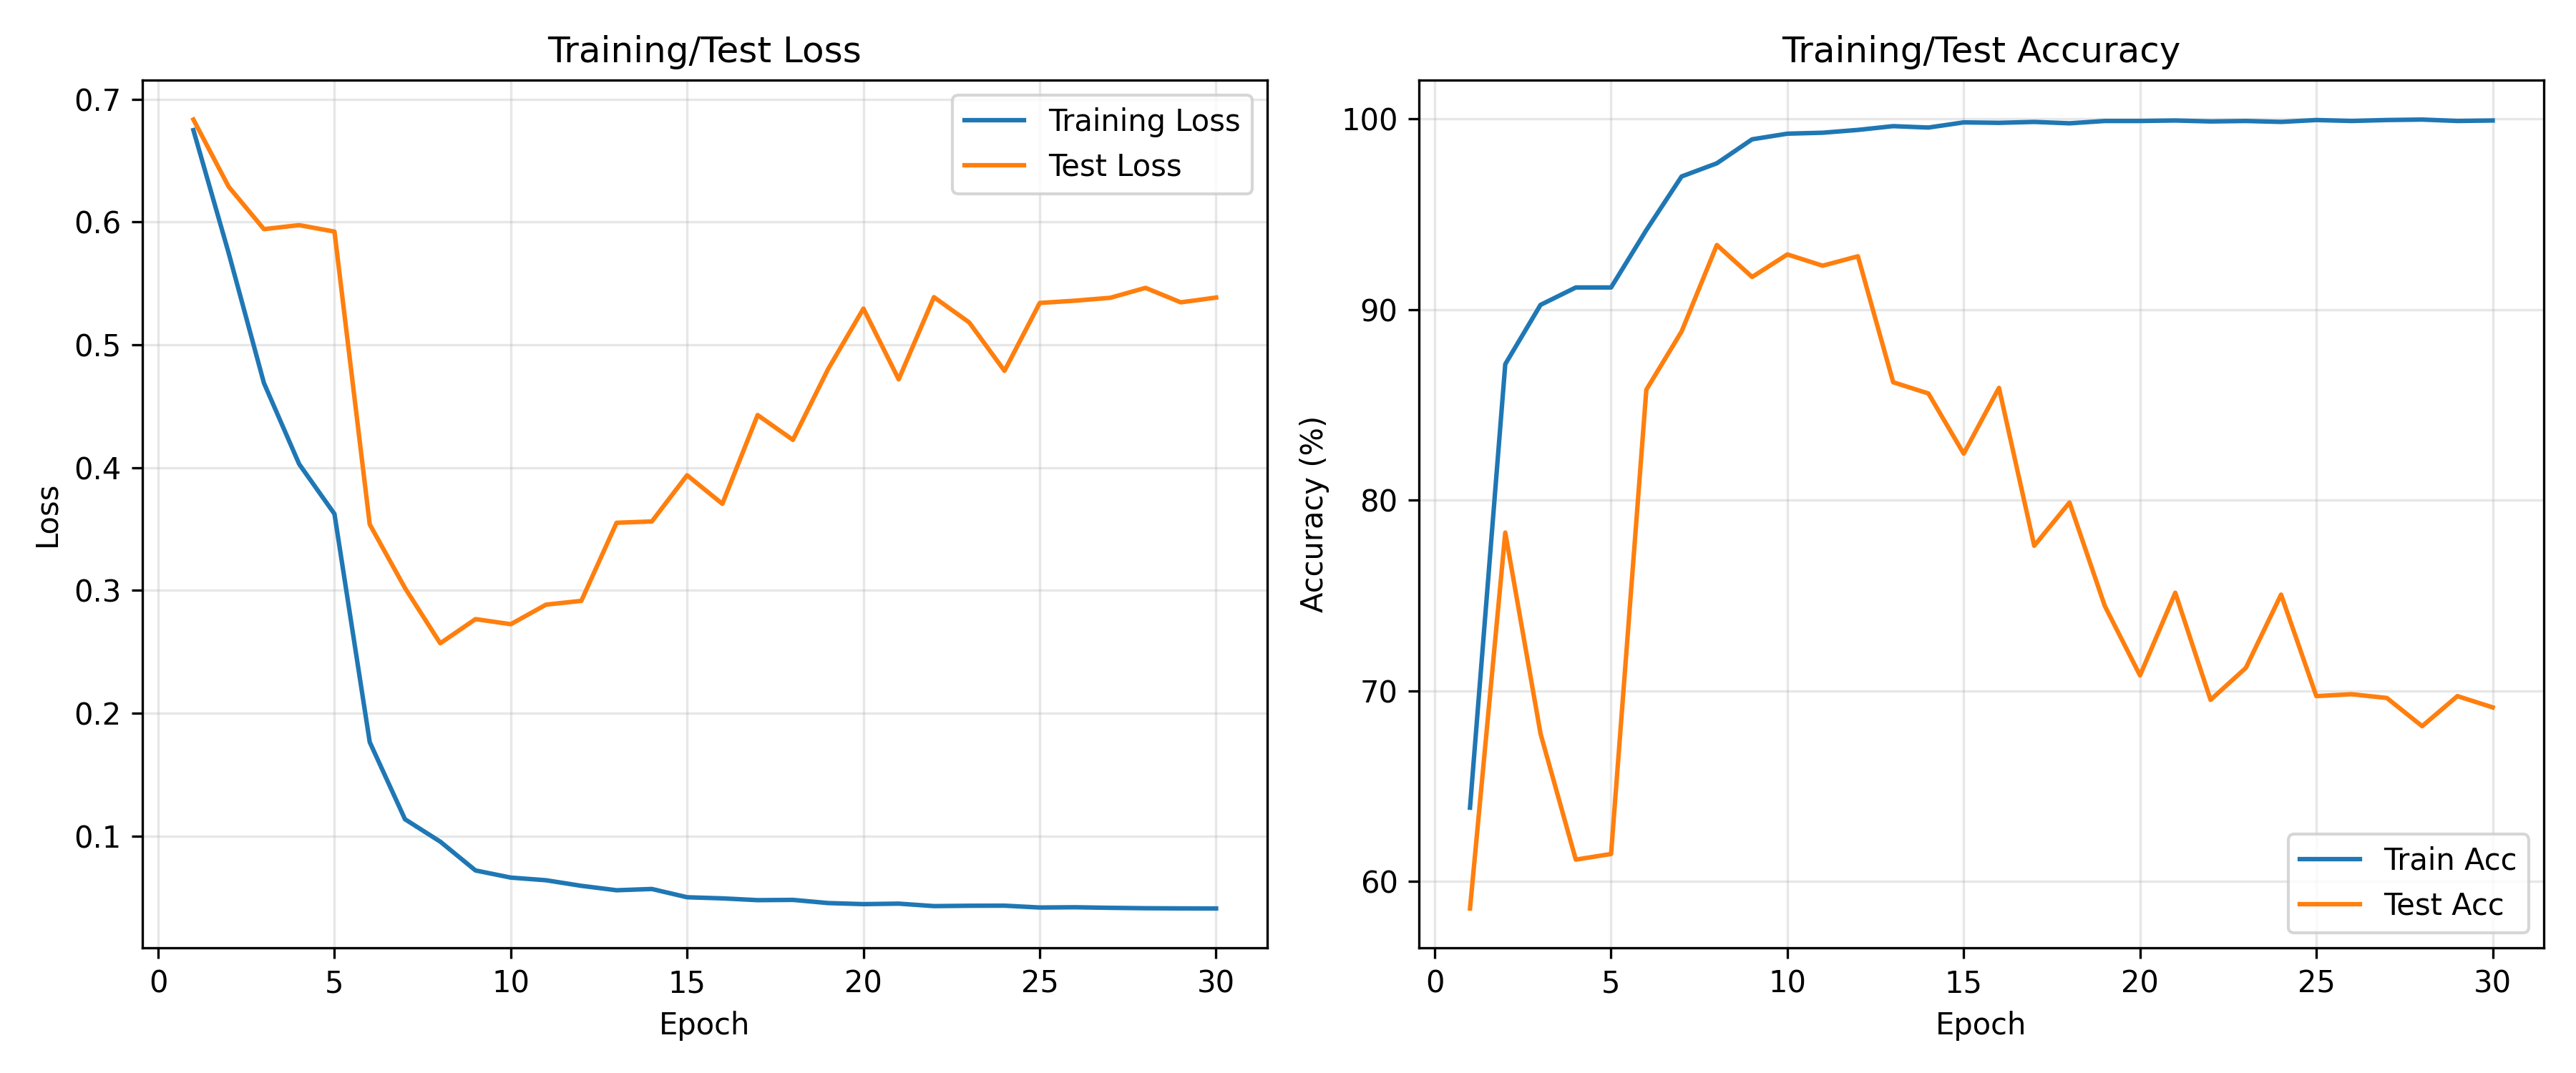 Training/Test Loss
0.7
0.6
0.5
0.4
0.3
0.2
0.1
Loss
Training Loss
Test Loss
0 5 10 15 20 25 30
Epoch
Training/Test Accuracy
100
90
80
70
60
Accuracy (%)
Train Acc
Test Acc
0 5 10 15 20 25 30
Epoch